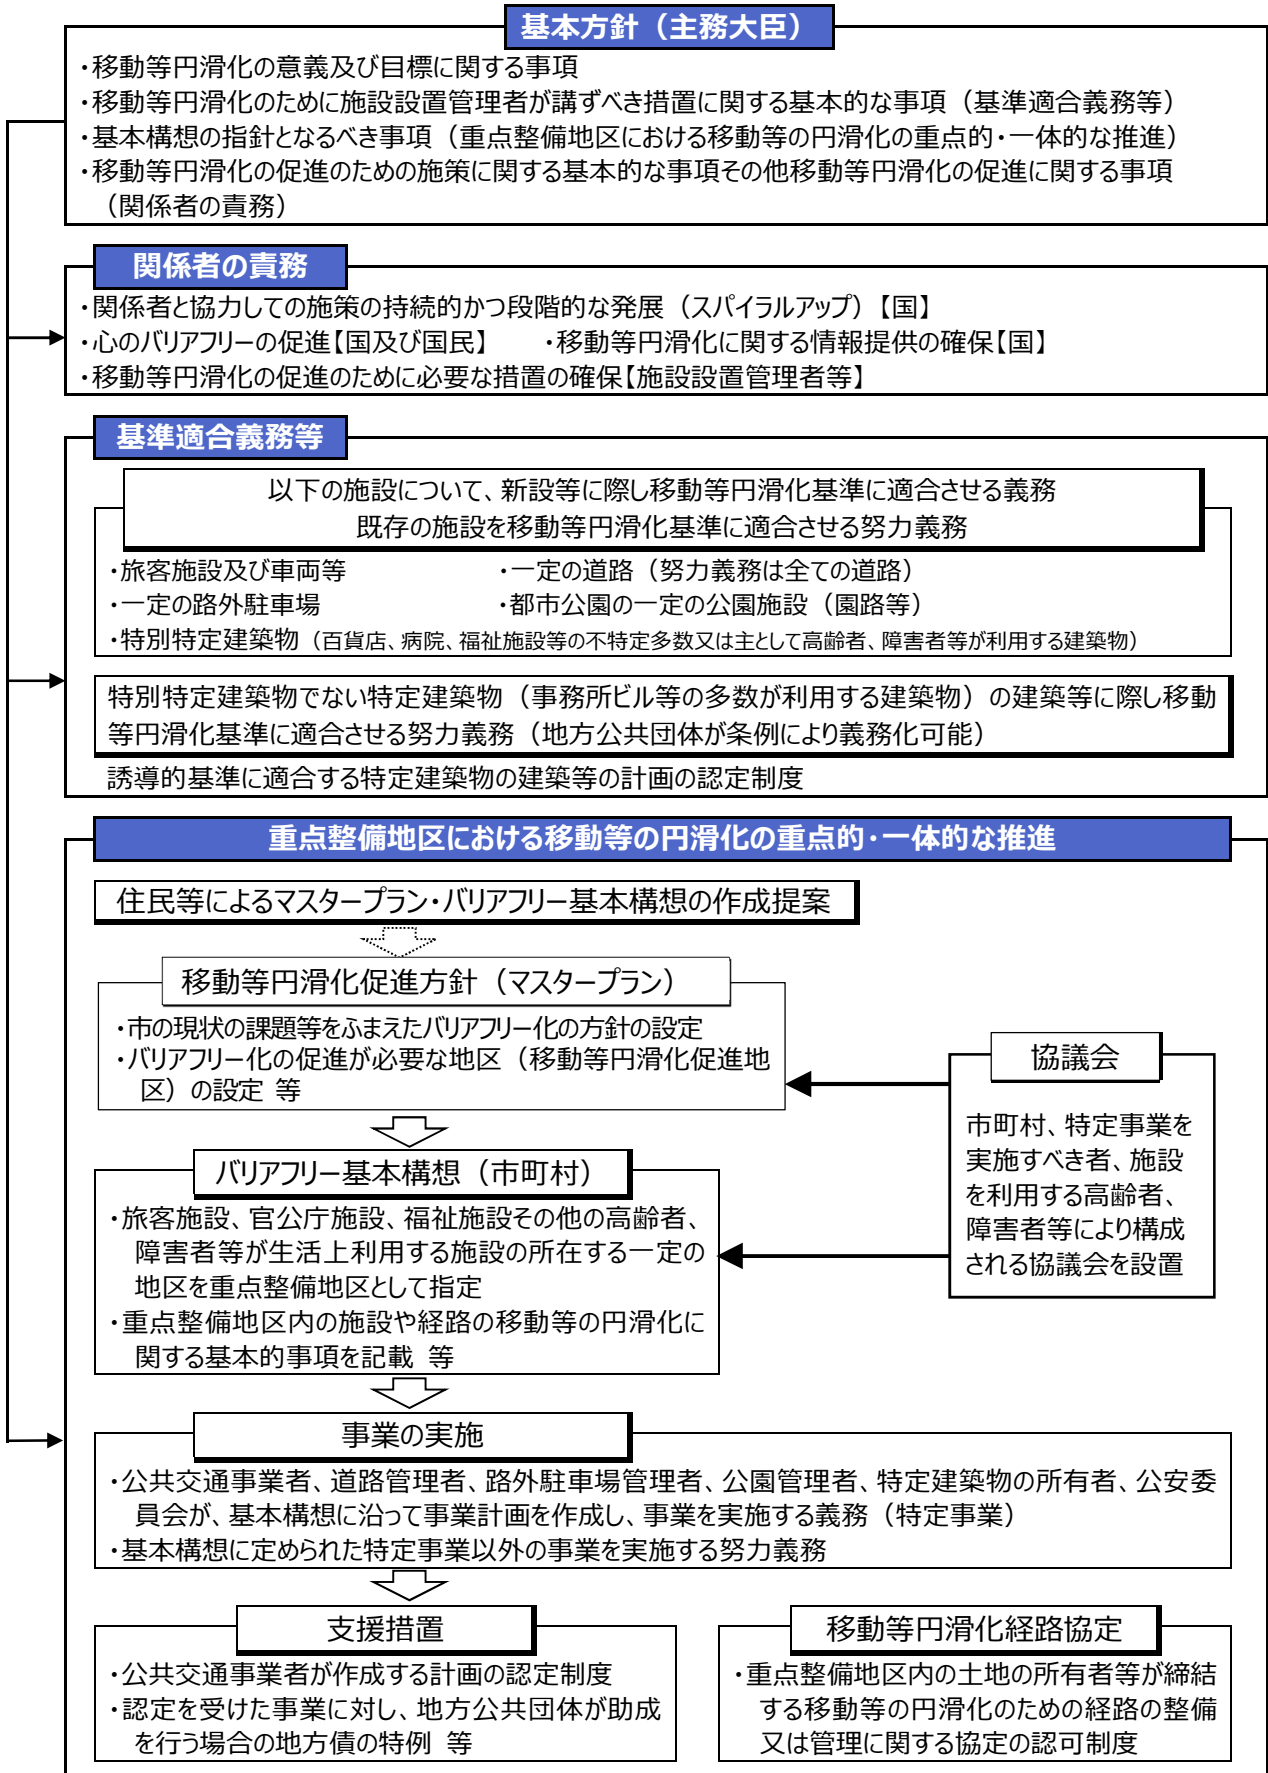 基本方針（主務大臣）
・移動等円滑化の意義及び目標に関する事項
・移動等円滑化のために施設設置管理者が講ずべき措置に関する基本的な事項（基準適合義務等）
・基本構想の指針となるべき事項（重点整備地区における移動等の円滑化の重点的・一体的な推進）
・移動等円滑化の促進のための施策に関する基本的な事項その他移動等円滑化の促進に関する事項
（関係者の責務）
関係者の責務
・関係者と協力しての施策の持続的かつ段階的な発展（スパイラルアップ）【国】
・心のバリアフリーの促進【国及び国民】　・移動等円滑化に関する情報提供の確保【国】
・移動等円滑化の促進のために必要な措置の確保【施設設置管理者等】
基準適合義務等
以下の施設について、新設等に際し移動等円滑化基準に適合させる義務
既存の施設を移動等円滑化基準に適合させる努力義務
・旅客施設及び車両等　・一定の道路（努力義務は全ての道路）
・一定の路外駐車場　・都市公園の一定の公園施設（園路等）
・特別特定建築物（百貨店、病院、福祉施設等の不特定多数又は主として高齢者、障害者等が利用する建築物）
特別特定建築物でない特定建築物（事務所ビル等の多数が利用する建築物）の建築等に際し移動
等円滑化基準に適合させる努力義務（地方公共団体が条例により義務化可能）
誘導的基準に適合する特定建築物の建築等の計画の認定制度
重点整備地区における移動等の円滑化の重点的・一体的な推進
住民等によるマスタープラン・バリアフリー基本構想の作成提案
移動等円滑化促進方針（マスタープラン）
・市の現状の課題等をふまえたバリアフリー化の方針の設定
・バリアフリー化の促進が必要な地区（移動等円滑化促進地
区）の設定 等
協議会
市町村、特定事業を
実施すべき者、施設
を利用する高齢者、
障害者等により構成
される協議会を設置
バリアフリー基本構想（市町村）
・旅客施設、官公庁施設、福祉施設その他の高齢者、
障害者等が生活上利用する施設の所在する一定の
地区を重点整備地区として指定
・重点整備地区内の施設や経路の移動等の円滑化に
関する基本的事項を記載 等
事業の実施
・公共交通事業者、道路管理者、路外駐車場管理者、公園管理者、特定建築物の所有者、公安委
員会が、基本構想に沿って事業計画を作成し、事業を実施する義務（特定事業）
・基本構想に定められた特定事業以外の事業を実施する努力義務
支援措置
・公共交通事業者が作成する計画の認定制度
・認定を受けた事業に対し、地方公共団体が助成
を行う場合の地方債の特例 等
移動等円滑化経路協定
・重点整備地区内の土地の所有者等が締結
する移動等の円滑化のための経路の整備
又は管理に関する協定の認可制度